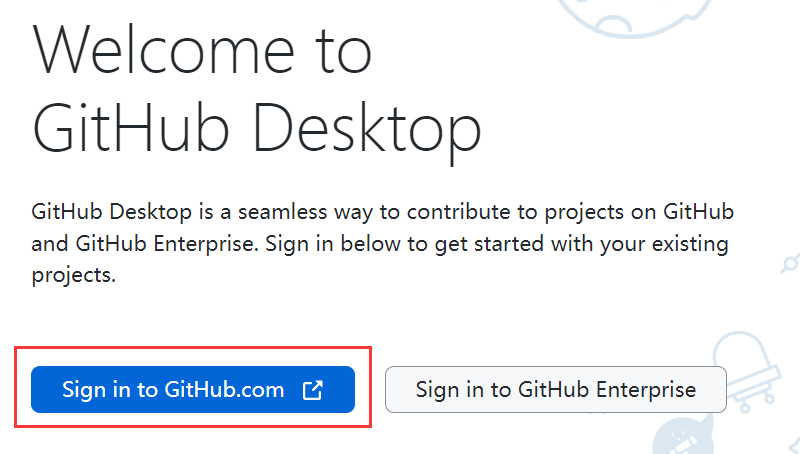 Welcome to
GitHub Desktop
GitHub Desktop is a seamless way to contribute to projects on GitHub
and GitHub Enterprise. Sign in below to get started with your existing
projects.
Sign in to GitHub.com
Sign in to GitHub Enterprise